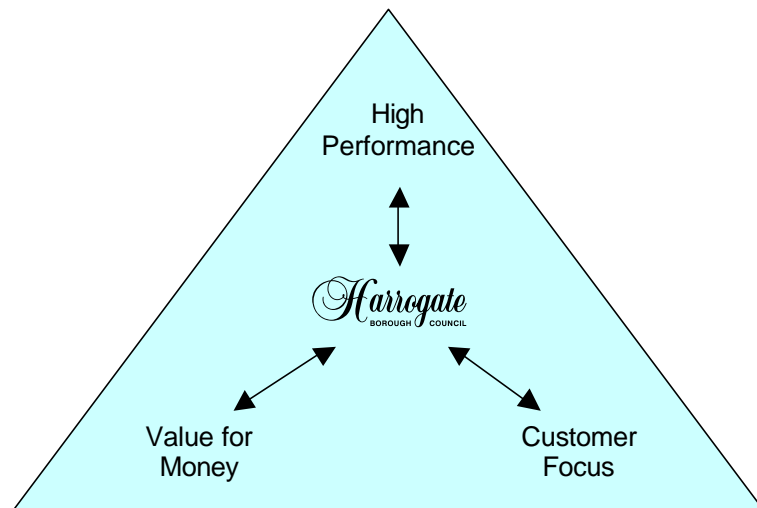 High
Performance
Harrogate
BOROUGH COUNCIL
Value for
Money
Customer
Focus